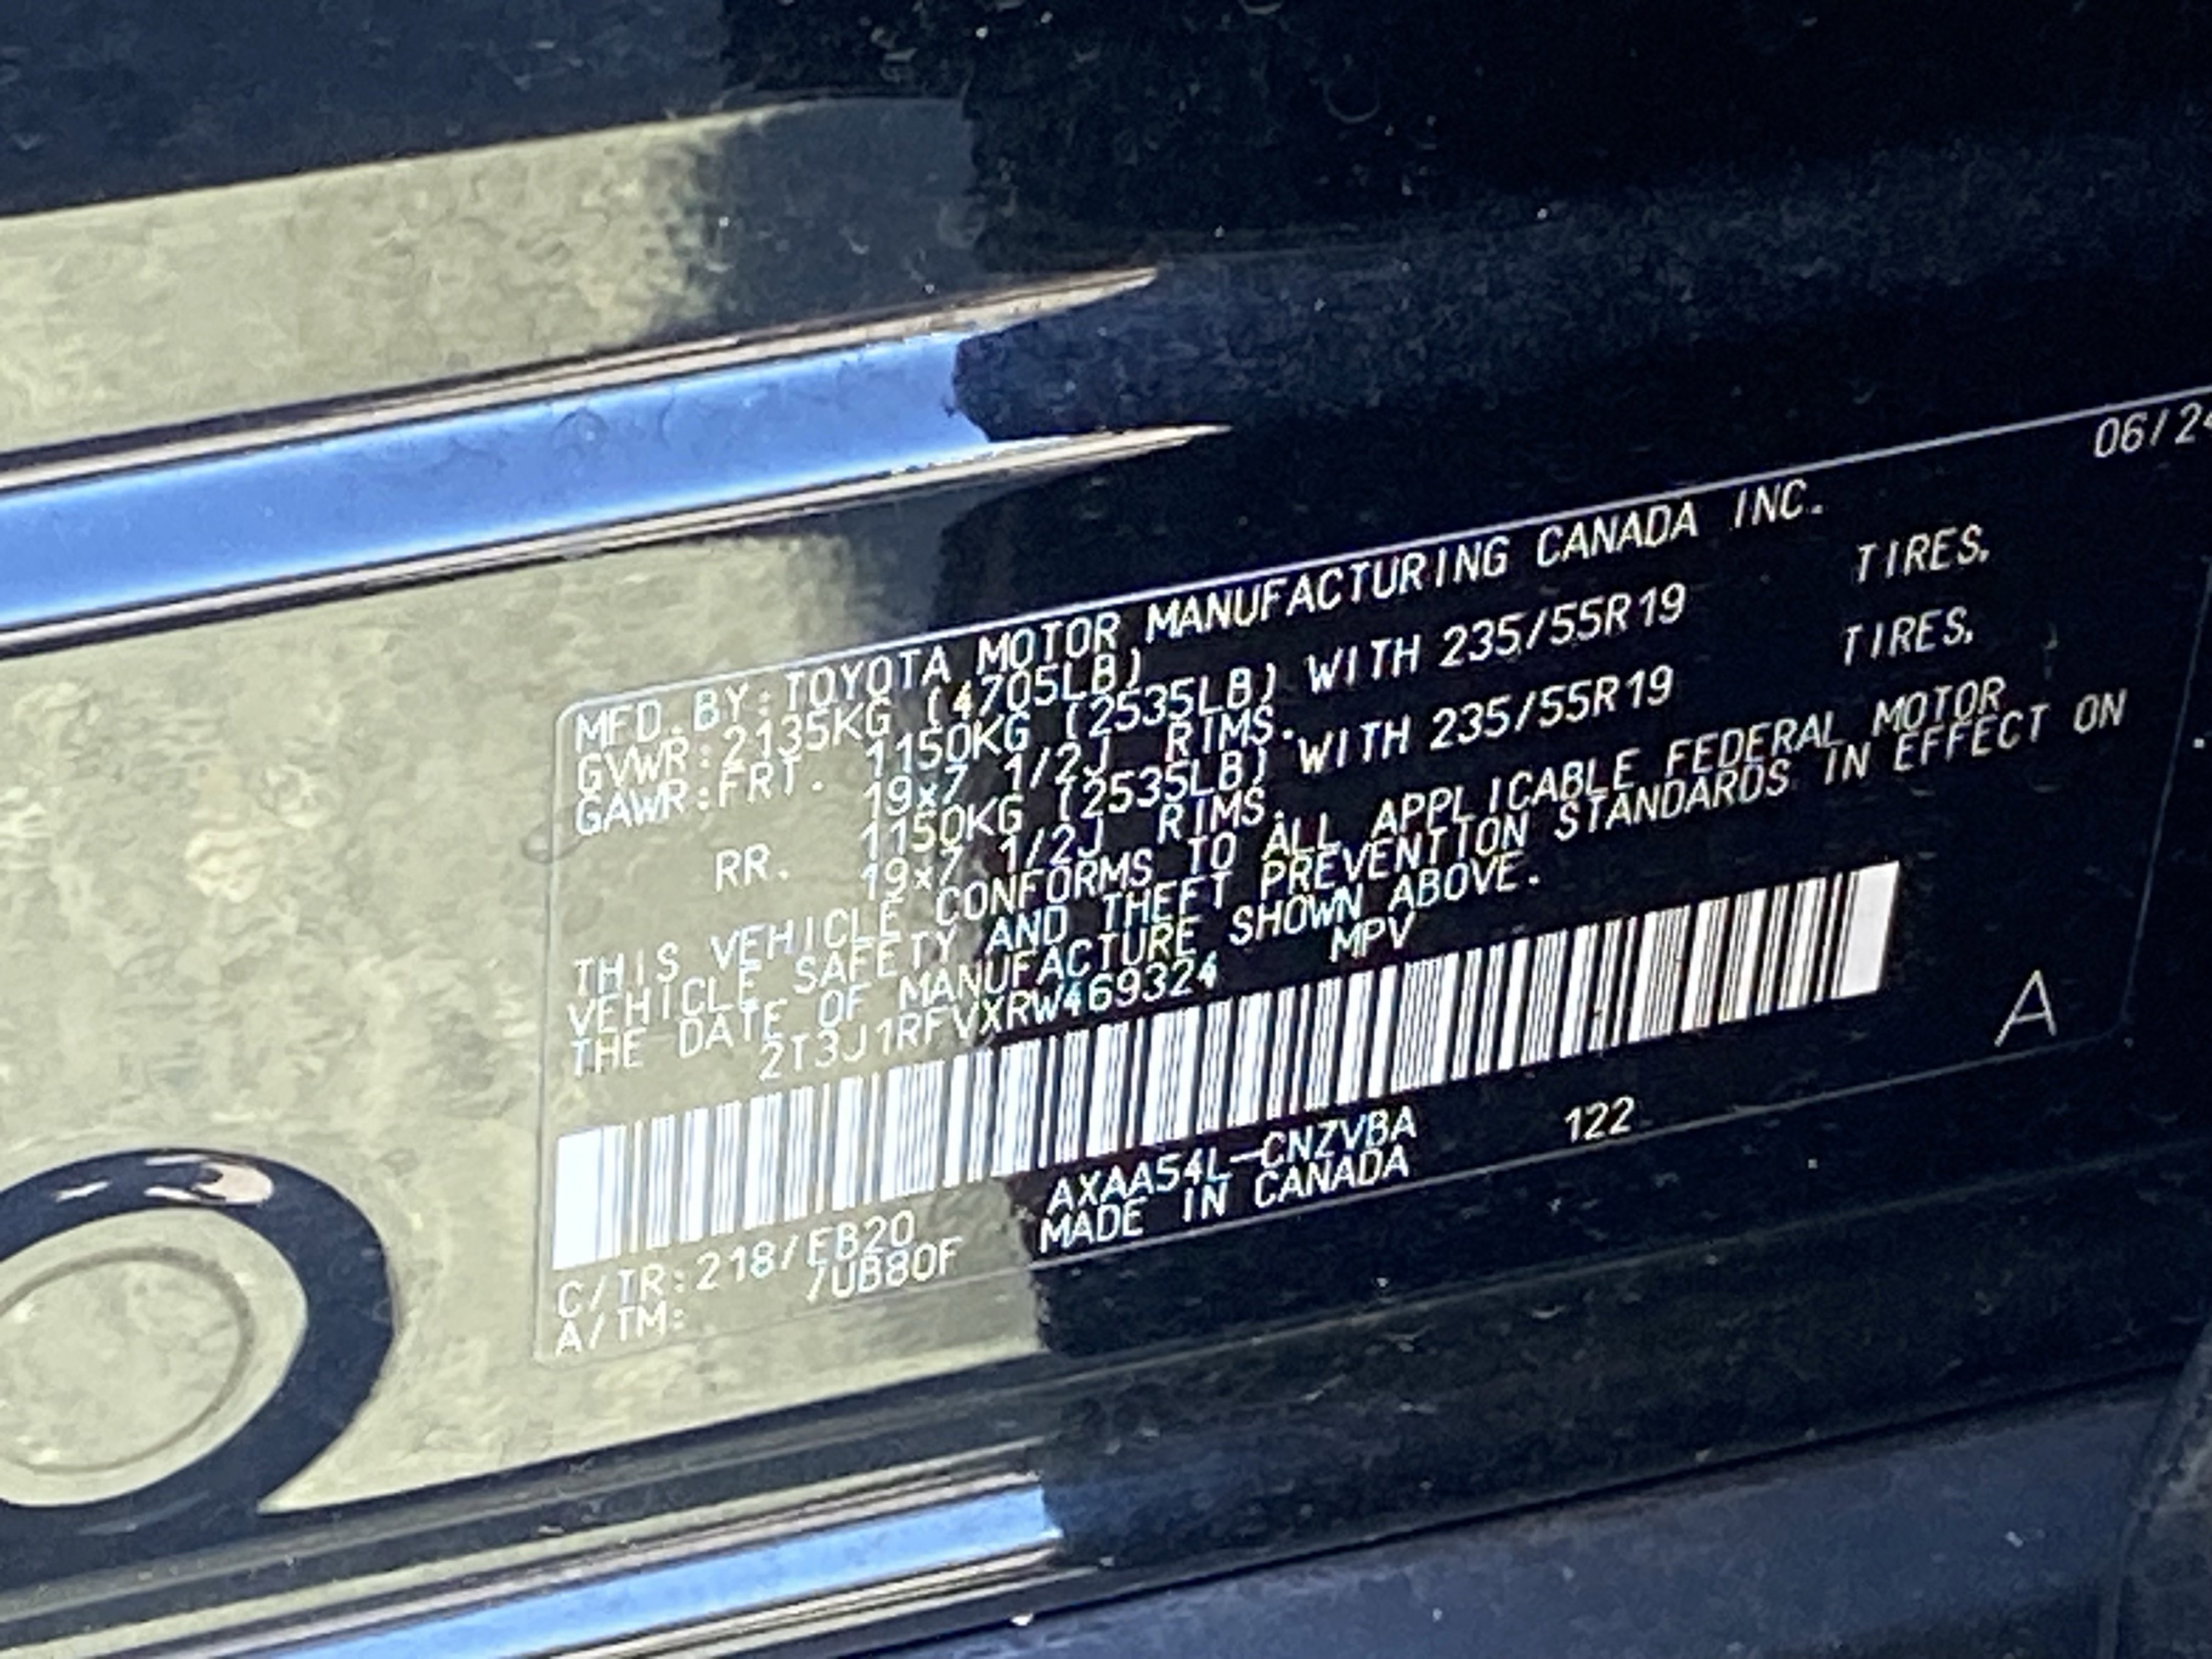 06/24
MFD.BY:TOYOTA MOTOR MANUFACTURING CANADA INC.
GVWR:2135KG (4705LB)
GAWR:FRT. 1150KG (2535LB) WITH 235/55R19 TIRES,
19x7 1/2J RIMS.
RR. 1150KG (2535LB) WITH 235/55R19 TIRES,
19x7 1/2J RIMS.
THIS VEHICLE CONFORMS TO ALL APPLICABLE FEDERAL MOTOR
VEHICLE SAFETY AND THEFT PREVENTION STANDARDS IN EFFECT ON
THE DATE OF MANUFACTURE SHOWN ABOVE.
2T3J1RFVXRW469324 MPV
C/TR:218/EB20 AXAA54L-CNZVBA 122
A/TM: /UB80F MADE IN CANADA
A